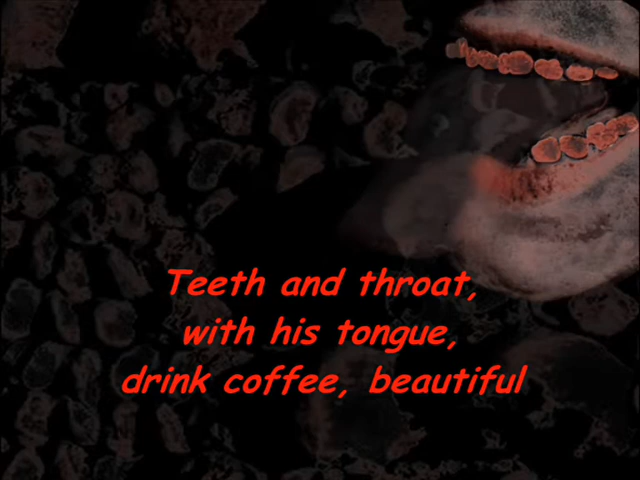 Teeth and throat,
with his tongue,
drink coffee, beautiful